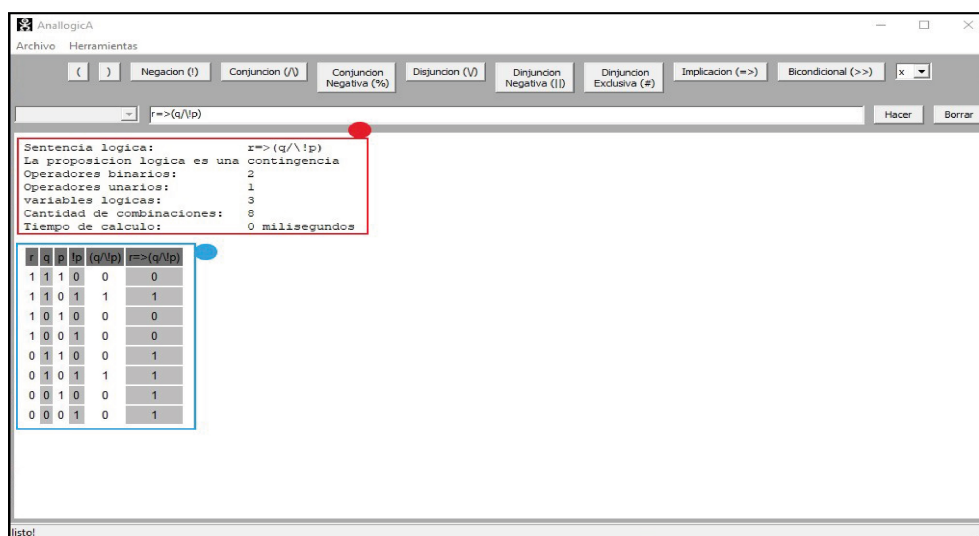 AnallogicA
Archivo Herramientas
( ) Negacion (!) Conjuncion (/\) Conjuncion Negativa (%) Disjuncion (\/) Dinjuncion Negativa (||) Dinjuncion Exclusiva (#) Implicacion (=>) Bicondicional (>>) x
r=>(q/\!p) Hacer Borrar
Sentencia logica: r=>(q/\!p)
La proposicion logica es una contingencia
Operadores binarios: 2
Operadores unarios: 1
variables logicas: 3
Cantidad de combinaciones: 8
Tiempo de calculo: 0 milisegundos
r q p !p (q/\!p) r=>(q/\!p)
1 1 1 0 0 0
1 1 0 1 1 1
1 0 1 0 0 0
1 0 0 1 0 0
0 1 1 0 0 1
0 1 0 1 1 1
0 0 1 0 0 1
0 0 0 1 0 1
listo!